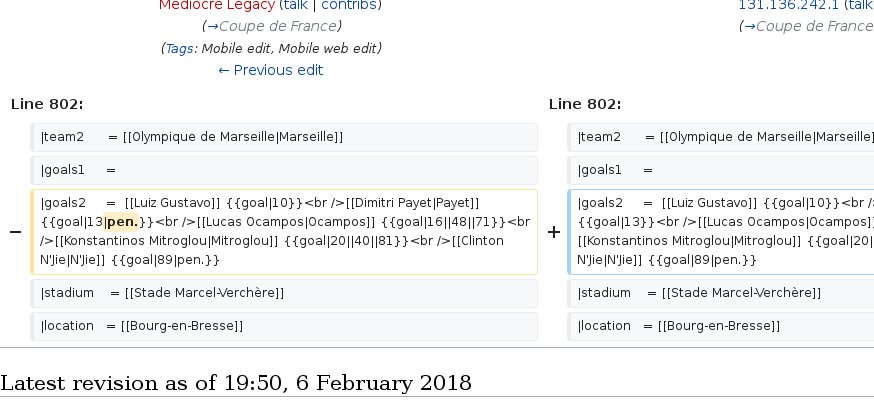 Mediocre Legacy (talk | contribs)
(→Coupe de France)
(Tags: Mobile edit, Mobile web edit)
← Previous edit
131.136.242.1 (talk
(→Coupe de France
Line 802:
|team2 = [[Olympique de Marseille|Marseille]]
|goals1 =
− |goals2 = [[Luiz Gustavo]] {{goal|10}}<br />[[Dimitri Payet|Payet]]
{{goal|13|pen.}}<br />[[Lucas Ocampos|Ocampos]] {{goal|16||48||71}}<br
/>[[Konstantinos Mitroglou|Mitroglou]] {{goal|20||40||81}}<br />[[Clinton
N'Jie|N'Jie]] {{goal|89|pen.}}
|stadium = [[Stade Marcel-Verchère]]
|location = [[Bourg-en-Bresse]]
Line 802:
|team2 = [[Olympique de Marseille|Marseille]
|goals1 =
+ |goals2 = [[Luiz Gustavo]] {{goal|10}}<br />
{{goal|13}}<br />[[Lucas Ocampos|Ocampos]]
[[Konstantinos Mitroglou|Mitroglou]] {{goal|20|
N'Jie|N'Jie]] {{goal|89|pen.}}
|stadium = [[Stade Marcel-Verchère]]
|location = [[Bourg-en-Bresse]]
Latest revision as of 19:50, 6 February 2018